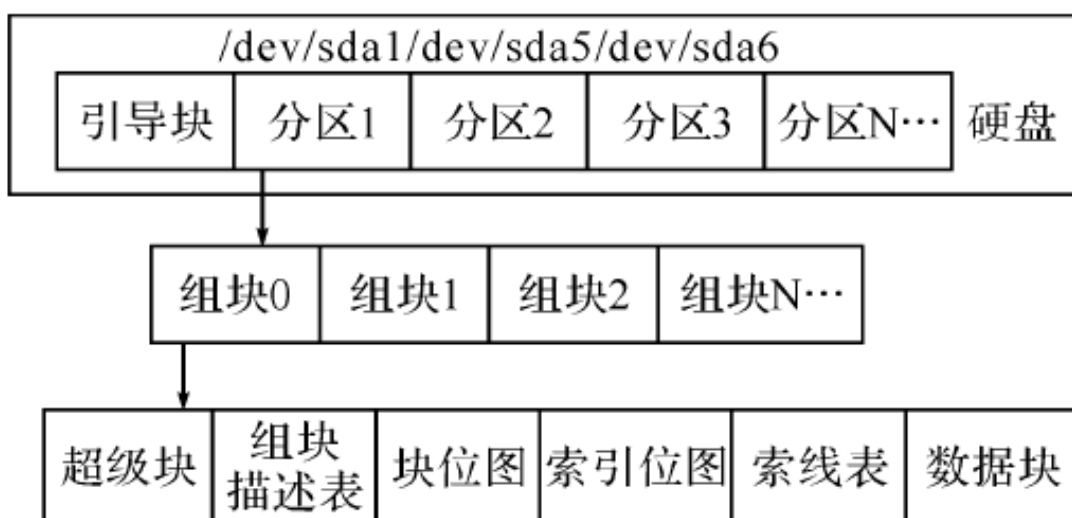 /dev/sda1/dev/sda5/dev/sda6
引导块 分区1 分区2 分区3 分区N… 硬盘
组块0 组块1 组块2 组块N…
超级块 组块描述表 块位图 索引位图 索线表 数据块